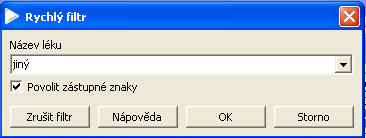 Rychlý filtr
Název léku
jiný
Povolit zástupné znaky
Zrušit filtr Nápověda OK Storno